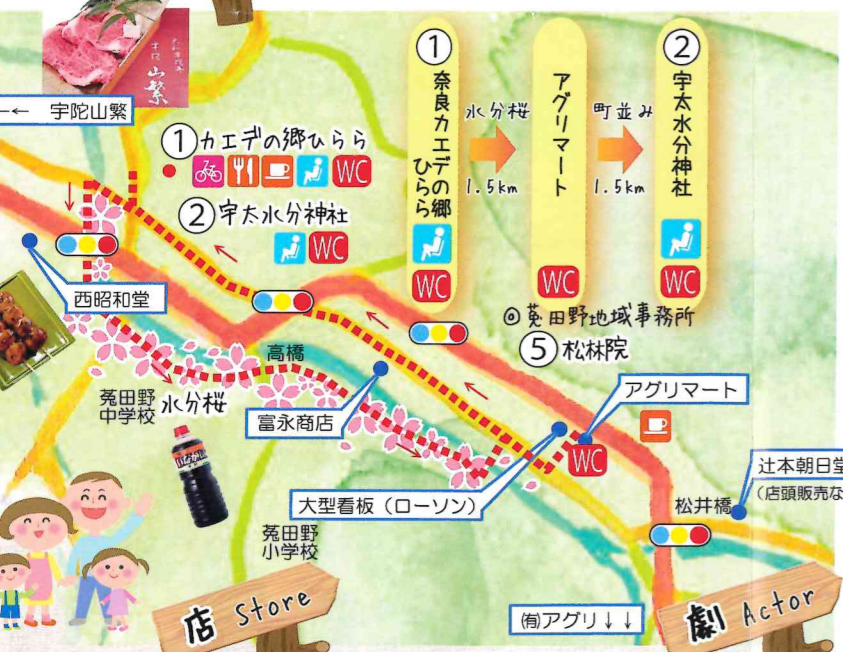 山繁
←← 宇陀山繁
① カエデの郷ひらら
WC
② 宇太水分神社
WC
① 奈良カエデの郷
ひらら
WC
水分桜
1.5km
アグリマート
WC
町並み
1.5km
② 宇太水分神社
WC
◎菟田野地域事務所
⑤ 松林院
西昭和堂
高橋
菟田野
中学校
水分桜
富永商店
アグリマート
WC
大型看板（ローソン）
松井橋
辻本朝日堂
（店頭販売な
菟田野
小学校
㈲アグリ↓↓
店 Store
劇 Actor